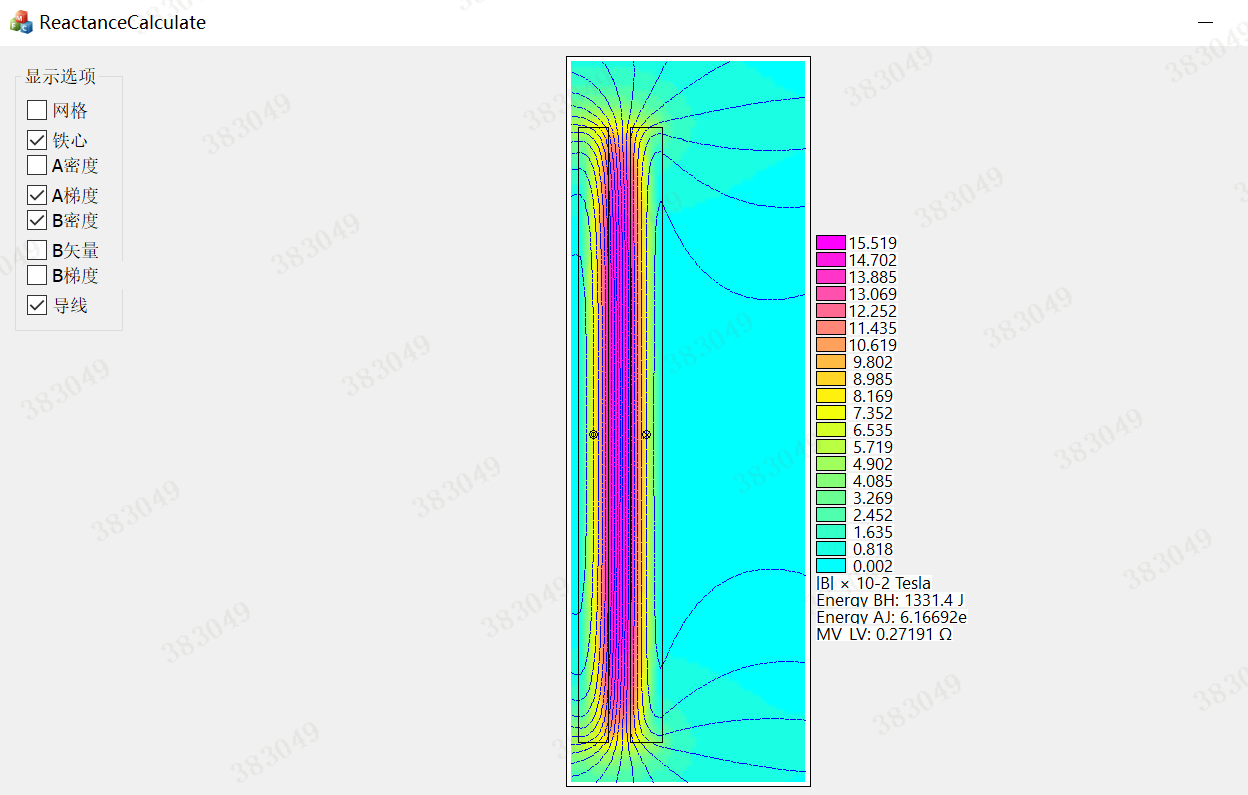 ReactanceCalculate
显示选项
网格
铁心
A密度
A梯度
B密度
B矢量
B梯度
导线
15.519
14.702
13.885
13.069
12.252
11.435
10.619
9.802
8.985
8.169
7.352
6.535
5.719
4.902
4.085
3.269
2.452
1.635
0.818
0.002
|B| × 10-2 Tesla
Energy BH: 1331.4 J
Energy AJ: 6.16692e
MV_LV: 0.27191 Ω
383049